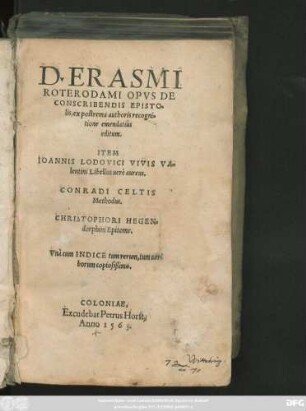 D. ERASMI
ROTERODAMI OPVS DE
CONSCRIBENDIS EPISTO-
lis, ex postrema authoris recogni-
tione emendatius
editum.
ITEM
IOANNIS LODOVICI VIVIS VA-
lentini Libellus verè aureus.
CONRADI CELTIS
Methodus.
CHRISTOPHORI HEGEN-
dorphini Epitome.
Vnà cum INDICE tum rerum, tum uer-
borum copiosissimo.
COLONIAE,
Excudebat Petrus Horst,
Anno 1569.